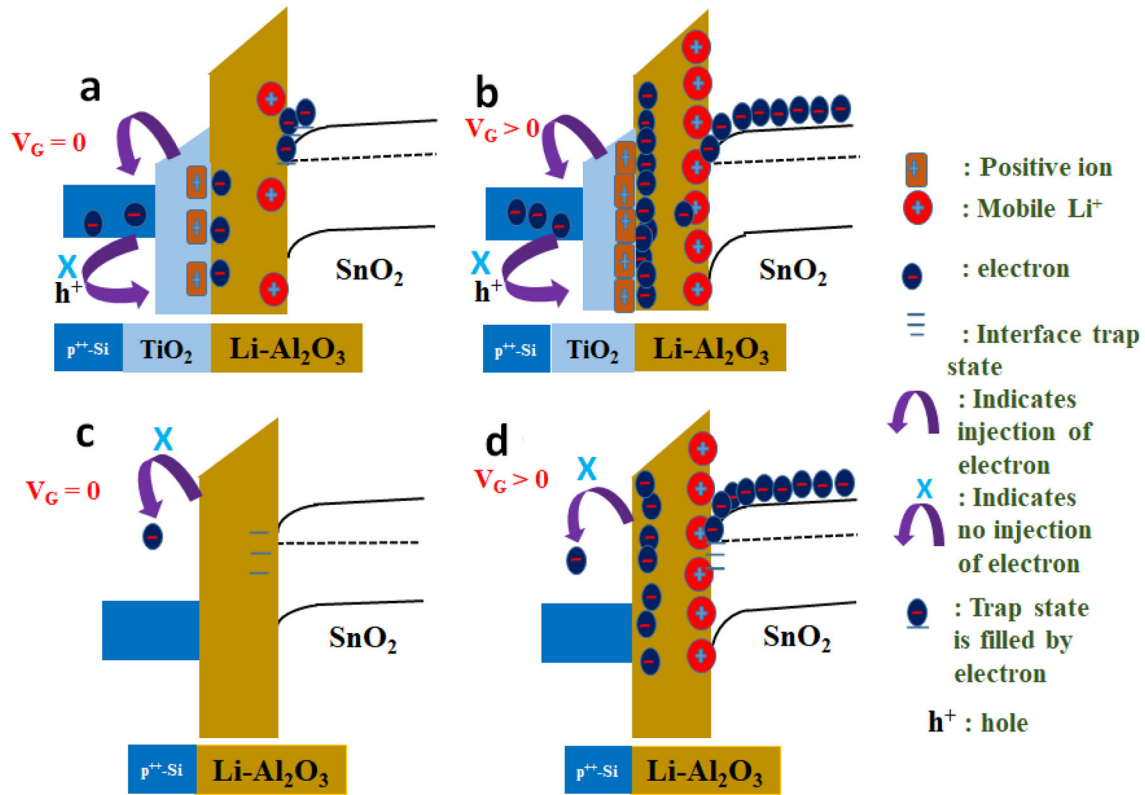 a
V_G = 0
X
h⁺
SnO₂
p⁺⁺-Si TiO₂ Li-Al₂O₃
b
V_G > 0
X
h⁺
SnO₂
p⁺⁺-Si TiO₂ Li-Al₂O₃
c
X
V_G = 0
SnO₂
p⁺⁺-Si Li-Al₂O₃
d
X
V_G > 0
SnO₂
p⁺⁺-Si Li-Al₂O₃
: Positive ion
: Mobile Li⁺
: electron
: Interface trap
state
: Indicates
injection of
electron
X
: Indicates
no injection
of electron
: Trap state
is filled by
electron
h⁺ : hole